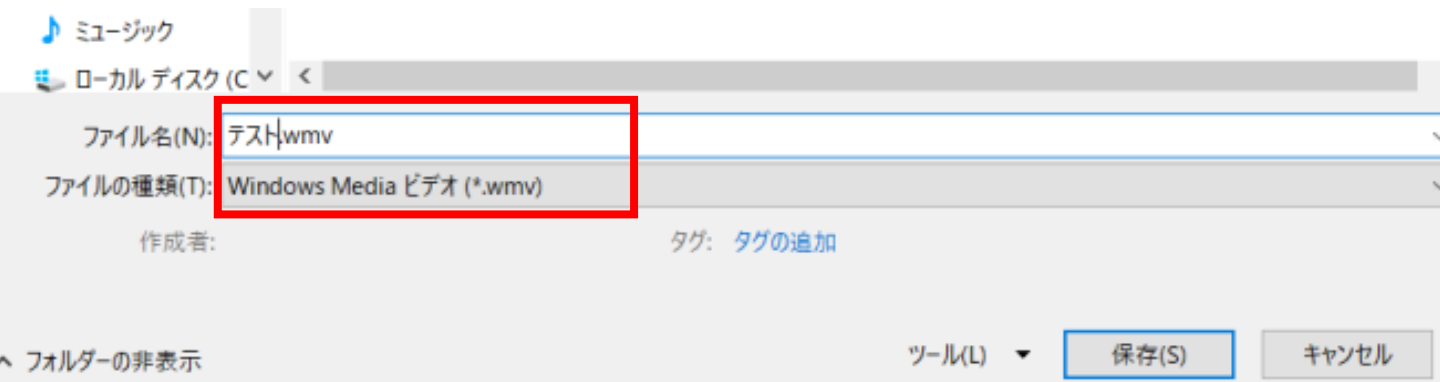 ミュージック
ローカル ディスク (C
ファイル名(N): テスト.wmv
ファイルの種類(T): Windows Media ビデオ (*.wmv)
作成者: タグ: タグの追加
フォルダーの非表示 ツール(L) 保存(S) キャンセル